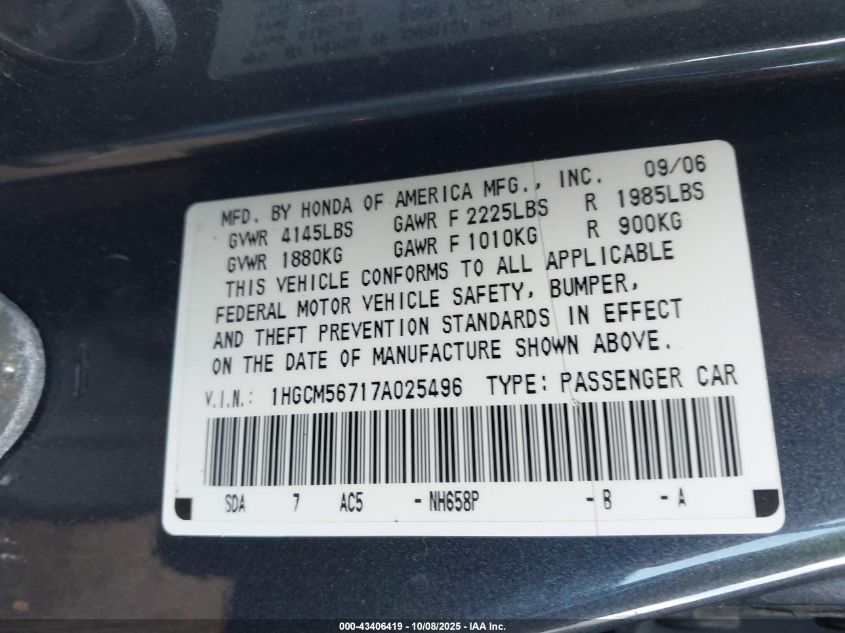 MFD. BY HONDA OF AMERICA MFG., INC. 09/06
GVWR 4145LBS GAWR F 2225LBS R 1985LBS
GVWR 1880KG GAWR F 1010KG R 900KG
THIS VEHICLE CONFORMS TO ALL APPLICABLE
FEDERAL MOTOR VEHICLE SAFETY, BUMPER,
AND THEFT PREVENTION STANDARDS IN EFFECT
ON THE DATE OF MANUFACTURE SHOWN ABOVE.
V.I.N.: 1HGCM56717A025496 TYPE: PASSENGER CAR
SDA 7 AC5 -NH658P -B -A
000-43406419 - 10/08/2025 - IAA Inc.